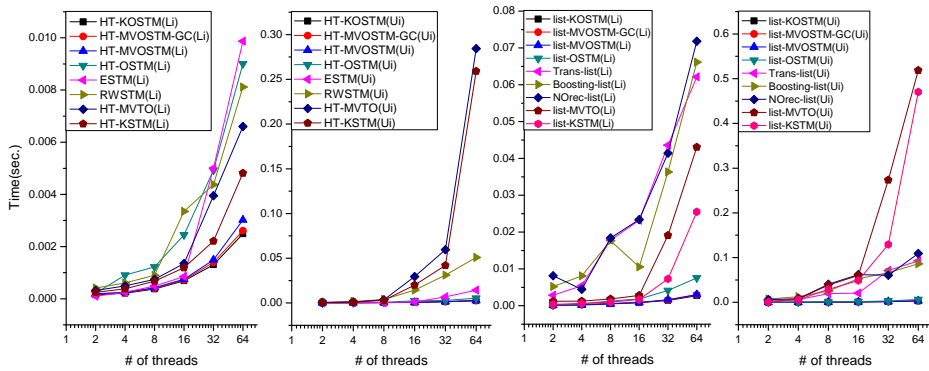 Time(sec.)
0.010
0.008
0.006
0.004
0.002
0.000
HT-KOSTM(Li)
HT-MVOSTM-GC(Li)
HT-MVOSTM(Li)
HT-OSTM(Li)
ESTM(Li)
RWSTM(Li)
HT-MVTO(Li)
HT-KSTM(Li)
1 2 4 8 16 32 64
# of threads
0.30
0.25
0.20
0.15
0.10
0.05
0.00
HT-KOSTM(Ui)
HT-MVOSTM-GC(Ui)
HT-MVOSTM(Ui)
HT-OSTM(Ui)
ESTM(Ui)
RWSTM(Ui)
HT-MVTO(Ui)
HT-KSTM(Ui)
1 2 4 8 16 32 64
# of threads
0.08
0.07
0.06
0.05
0.04
0.03
0.02
0.01
0.00
list-KOSTM(Li)
list-MVOSTM-GC(Li)
list-MVOSTM(Li)
list-OSTM(Li)
Trans-list(Li)
Boosting-list(Li)
NOrec-list(Li)
list-MVTO(Li)
list-KSTM(Li)
1 2 4 8 16 32 64
# of threads
0.6
0.5
0.4
0.3
0.2
0.1
0.0
list-KOSTM(Ui)
list-MVOSTM-GC(Ui)
list-MVOSTM(Ui)
list-OSTM(Ui)
Trans-list(Ui)
Boosting-list(Ui)
NOrec-list(Ui)
list-MVTO(Ui)
list-KSTM(Ui)
1 2 4 8 16 32 64
# of threads